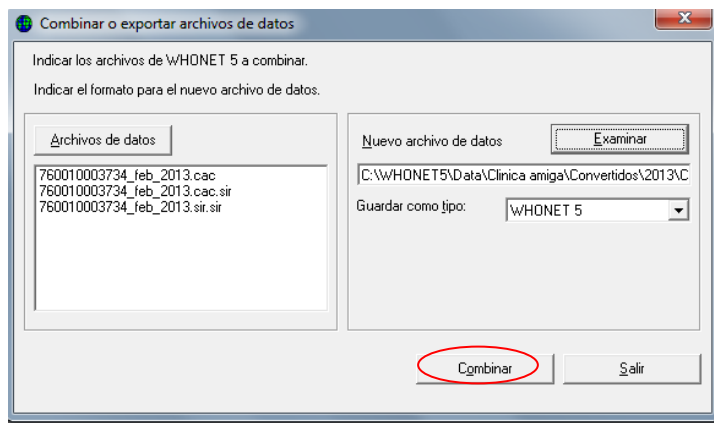 Combinar o exportar archivos de datos
Indicar los archivos de WHONET 5 a combinar.
Indicar el formato para el nuevo archivo de datos.
Archivos de datos
760010003734_feb_2013.cac
760010003734_feb_2013.cac.sir
760010003734_feb_2013.sir.sir
Nuevo archivo de datos
Examinar
C:\WHONET5\Data\Clinica amiga\Convertidos\2013\C
Guardar como tipo:
WHONET 5
Combinar
Salir